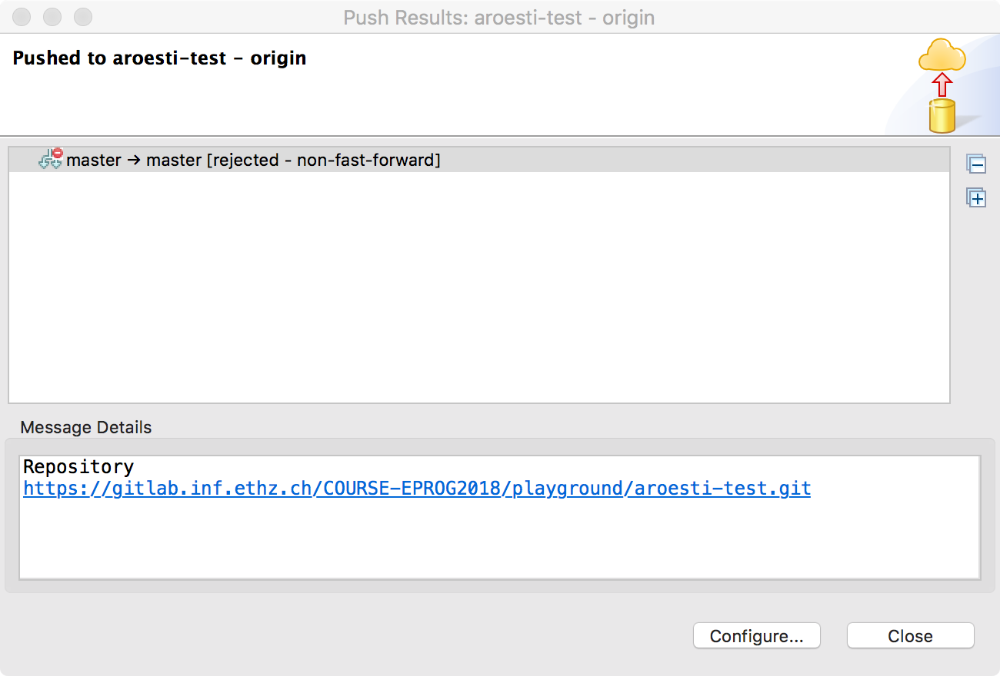 Push Results: aroesti-test - origin
Pushed to aroesti-test - origin
master → master [rejected - non-fast-forward]
Message Details
Repository
https://gitlab.inf.ethz.ch/COURSE-EPROG2018/playground/aroesti-test.git
Configure...
Close